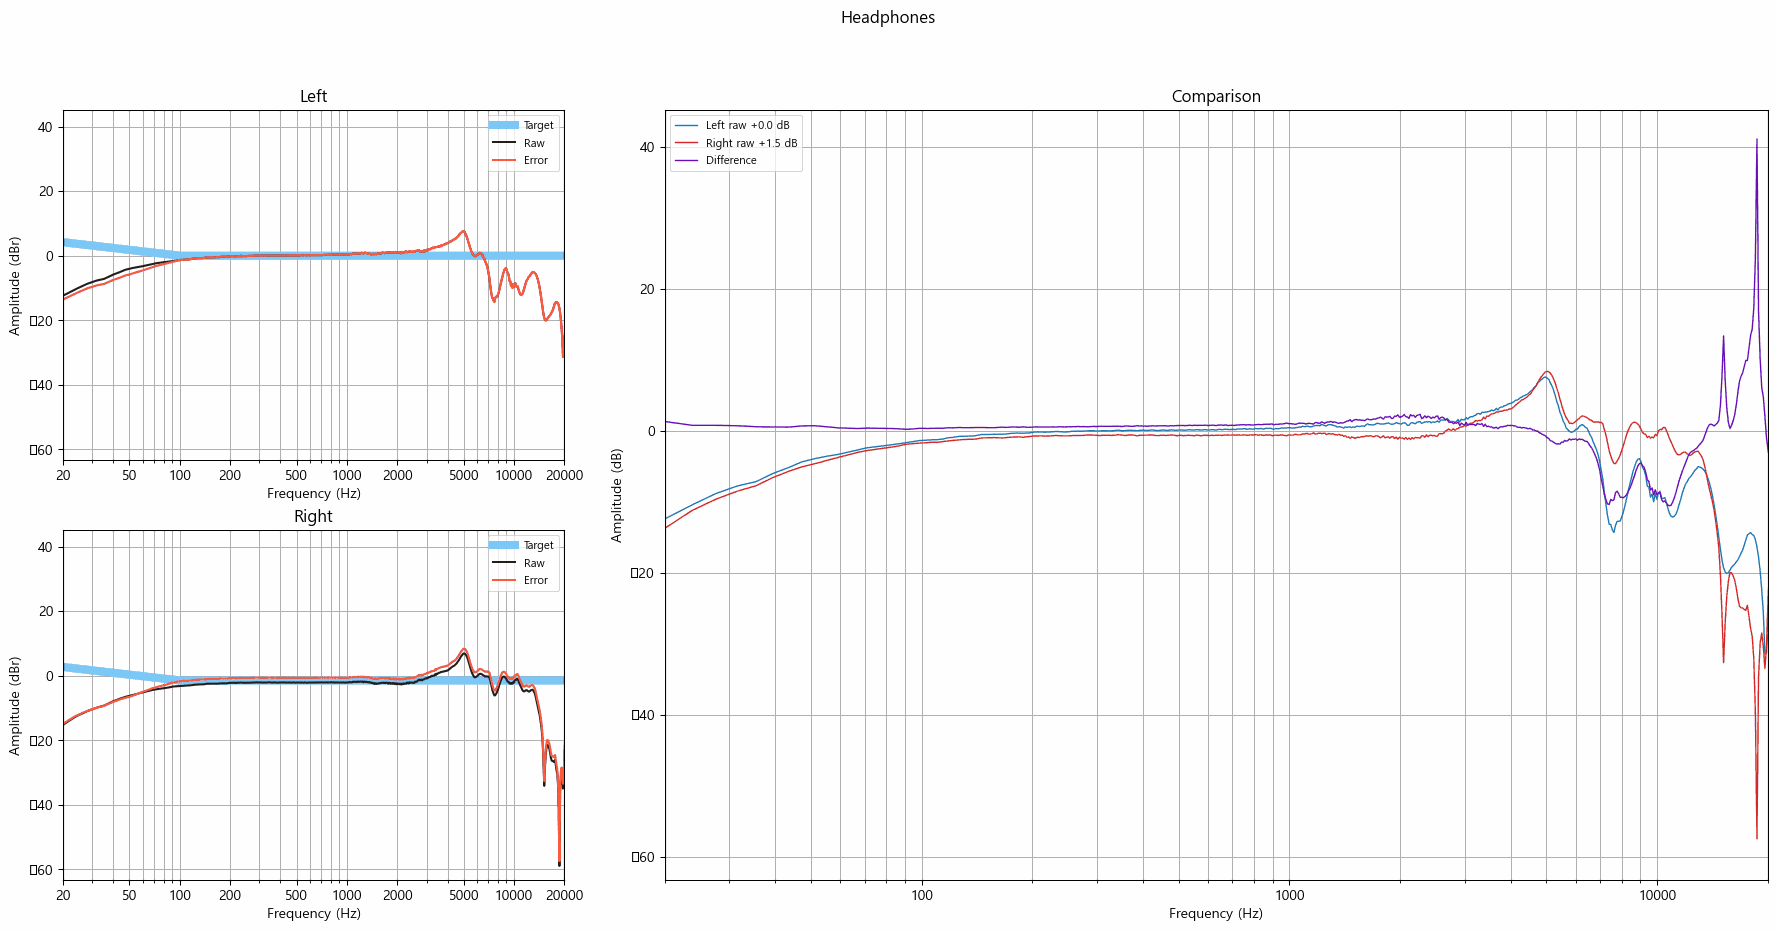 Headphones
Left
Target
Raw
Error
Amplitude (dBr)
40
20
0
▯20
▯40
▯60
20 50 100 200 500 1000 2000 5000 10000 20000
Frequency (Hz)
Right
Target
Raw
Error
Amplitude (dBr)
40
20
0
▯20
▯40
▯60
20 50 100 200 500 1000 2000 5000 10000 20000
Frequency (Hz)
Comparison
Left raw +0.0 dB
Right raw +1.5 dB
Difference
Amplitude (dB)
40
20
0
▯20
▯40
▯60
100 1000 10000
Frequency (Hz)